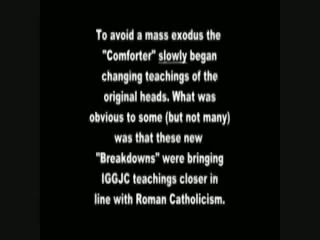 To avoid a mass exodus the
"Comforter" slowly began
changing teachings of the
original heads. What was
obvious to some (but not many)
was that these new
"Breakdowns" were bringing
IGGJC teachings closer in
line with Roman Catholicism.